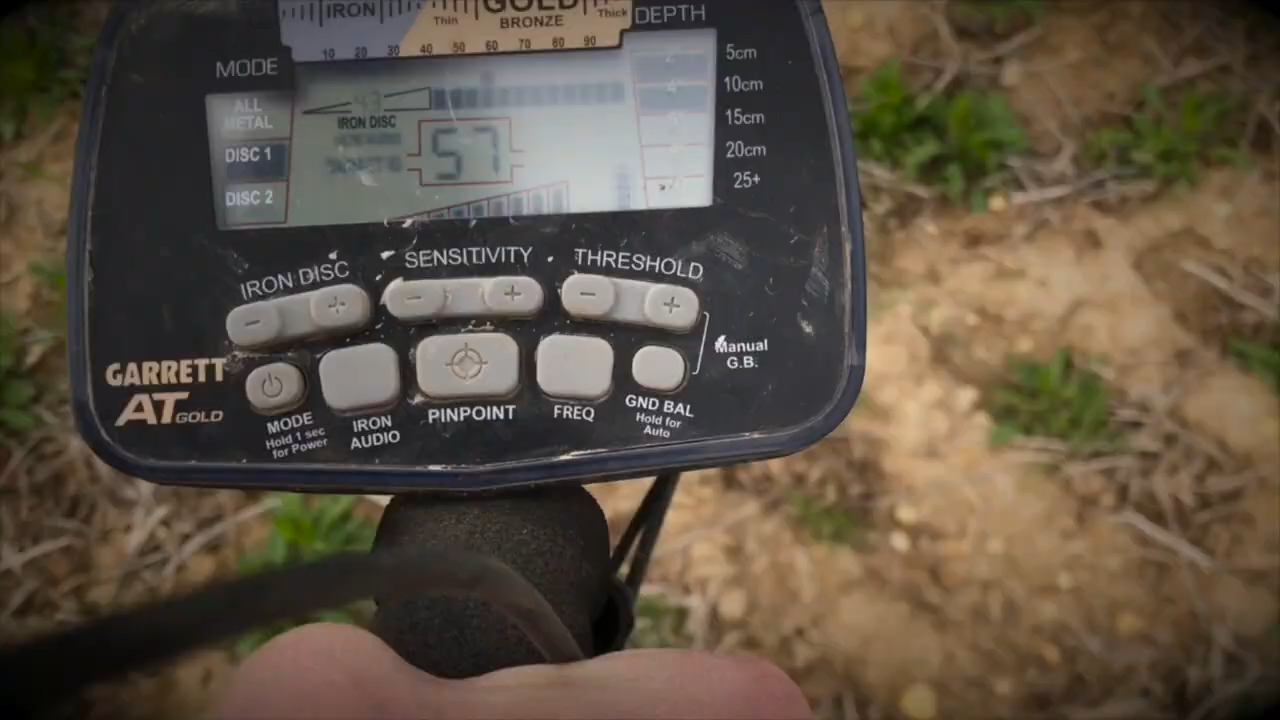 IRON
GOLD
Thin BRONZE Thick
DEPTH
10 20 30 40 50 60 70 80 90
MODE
ALL METAL
DISC 1
DISC 2
43
IRON DISC
57
5cm
10cm
15cm
20cm
25+
IRON DISC
SENSITIVITY
THRESHOLD
- +
- +
- +
Manual
G.B.
GARRETT
AT GOLD
MODE
Hold 1 sec
for Power
IRON
AUDIO
PINPOINT
FREQ
GND BAL
Hold for
Auto